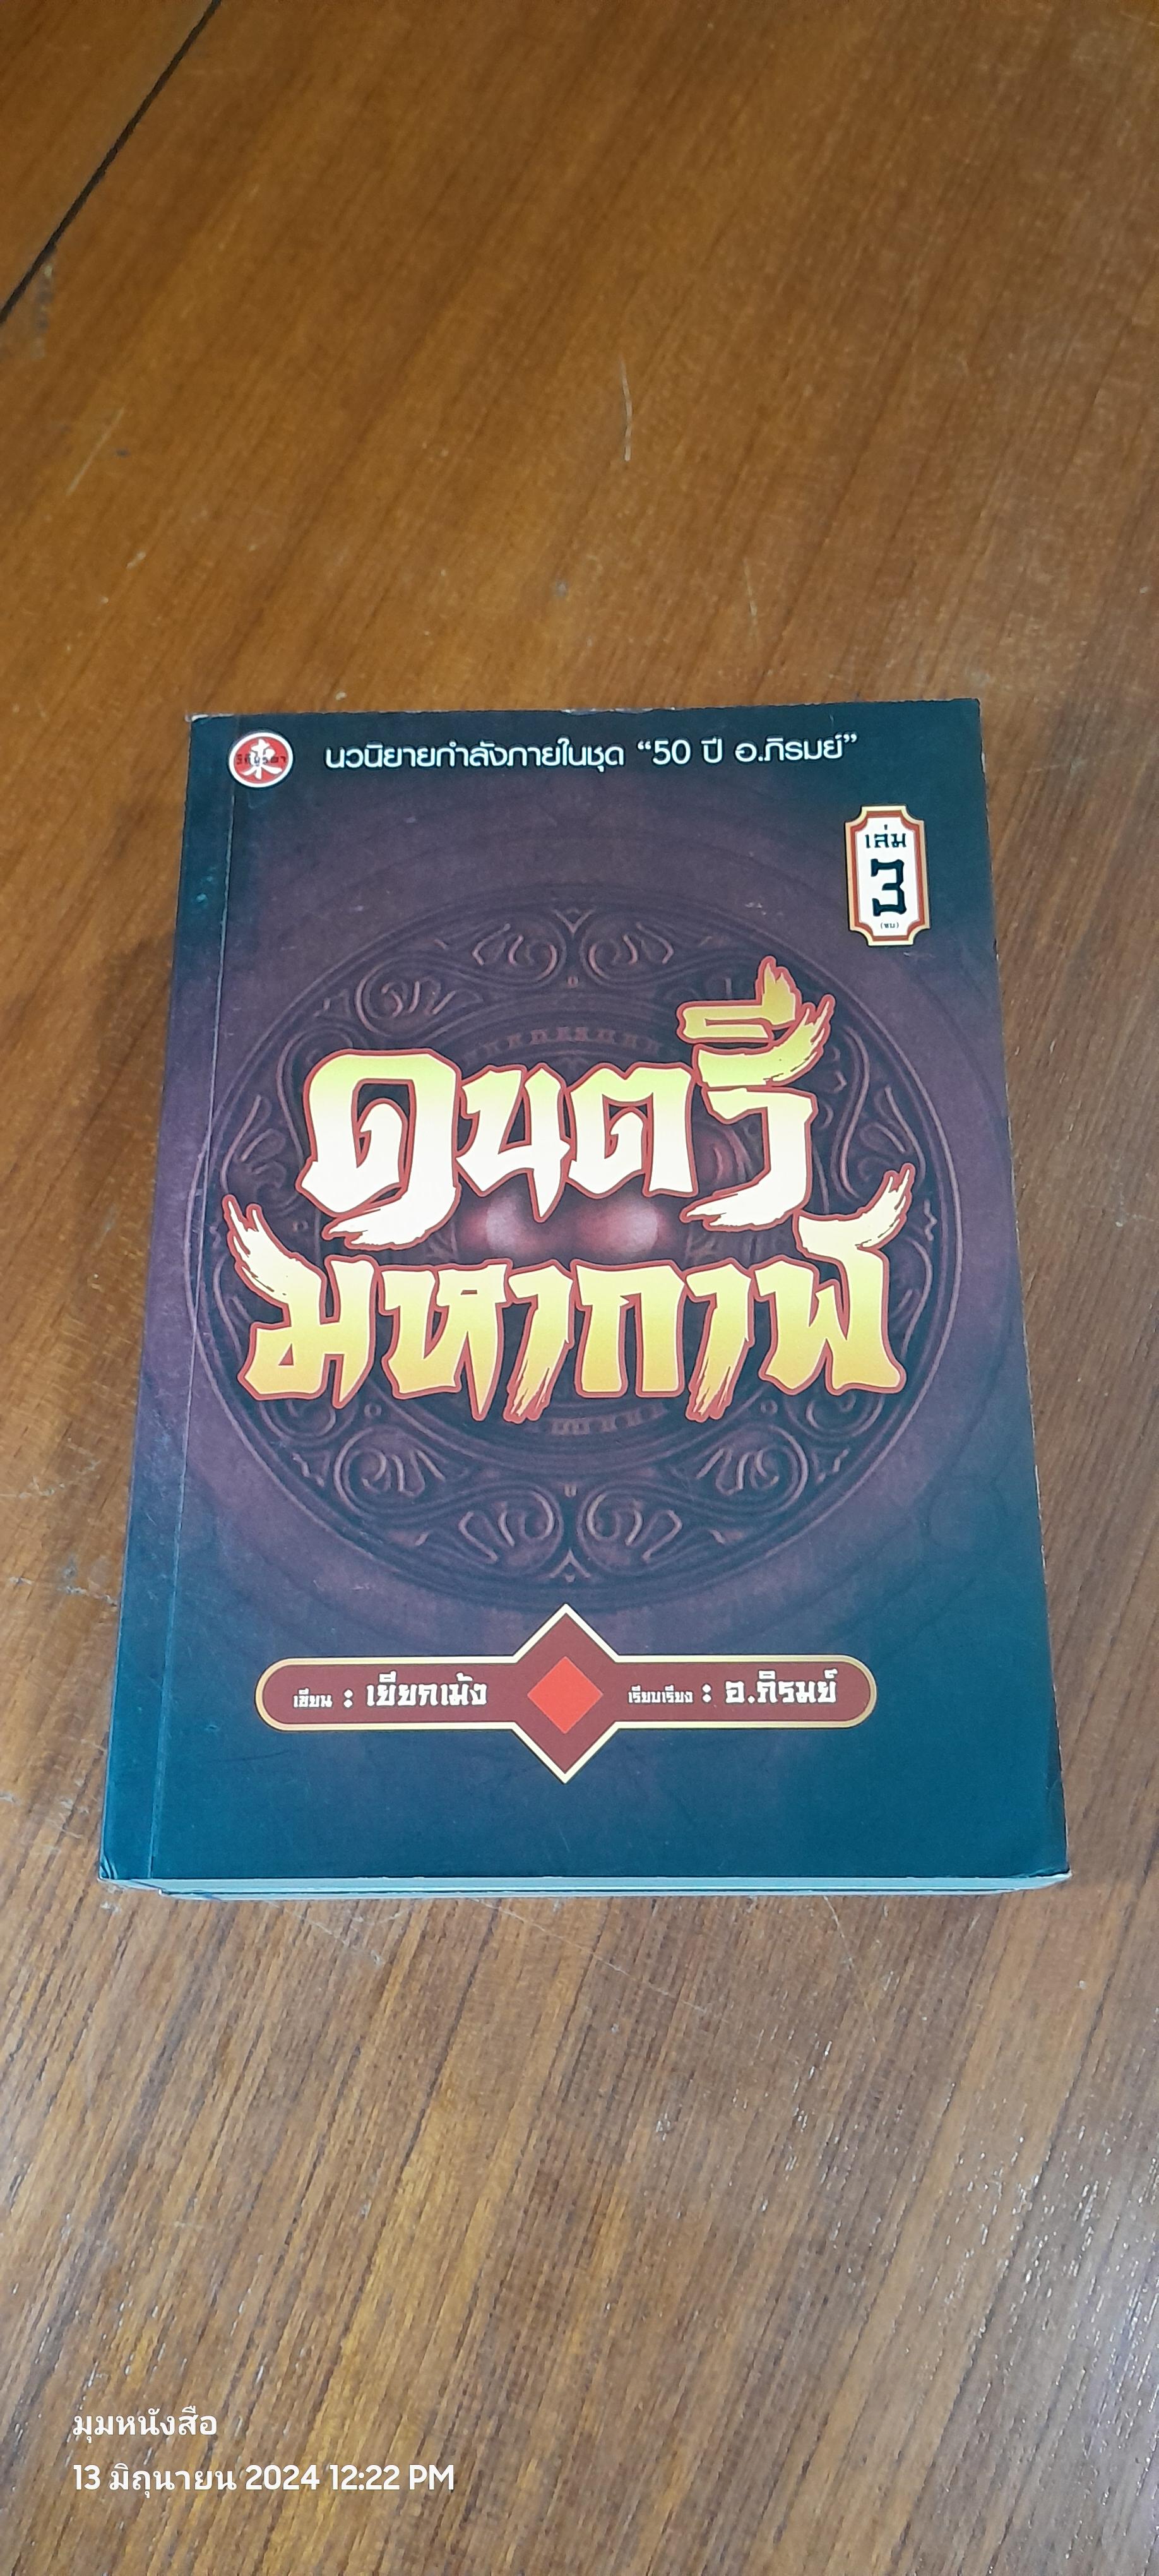 นวนิยายกำลังภายในชุด “50 ปี อ.ภิรมย์”
東
เล่ม
3
(จบ)
ดนตรี
มหากาฬ
เขียน : เอี้ยกเม้ง
เรียบเรียง : อ.ภิรมย์
มุมหนังสือ
13 มิถุนายน 2024 12:22 PM